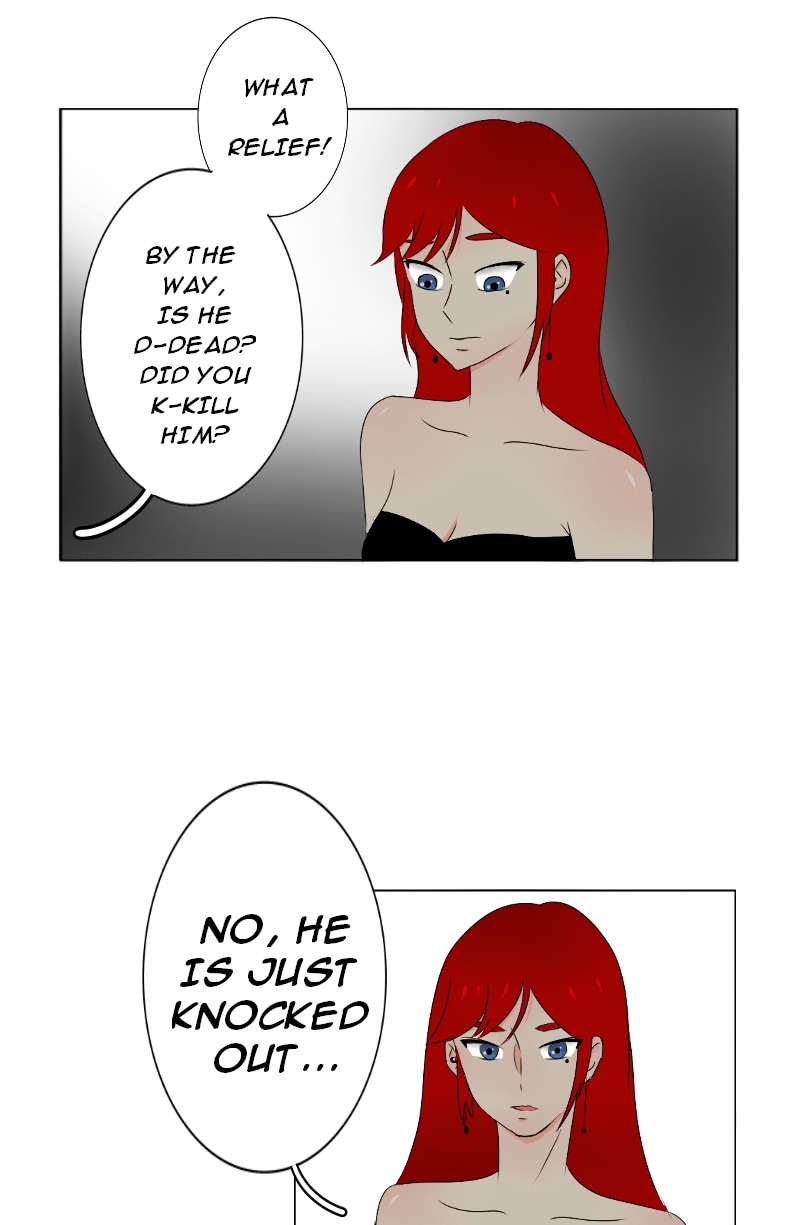 WHAT
A
RELIEF!
BY THE
WAY,
IS HE
D-DEAD?
DID YOU
K-KILL
HIM?
NO, HE
IS JUST
KNOCKED
OUT...